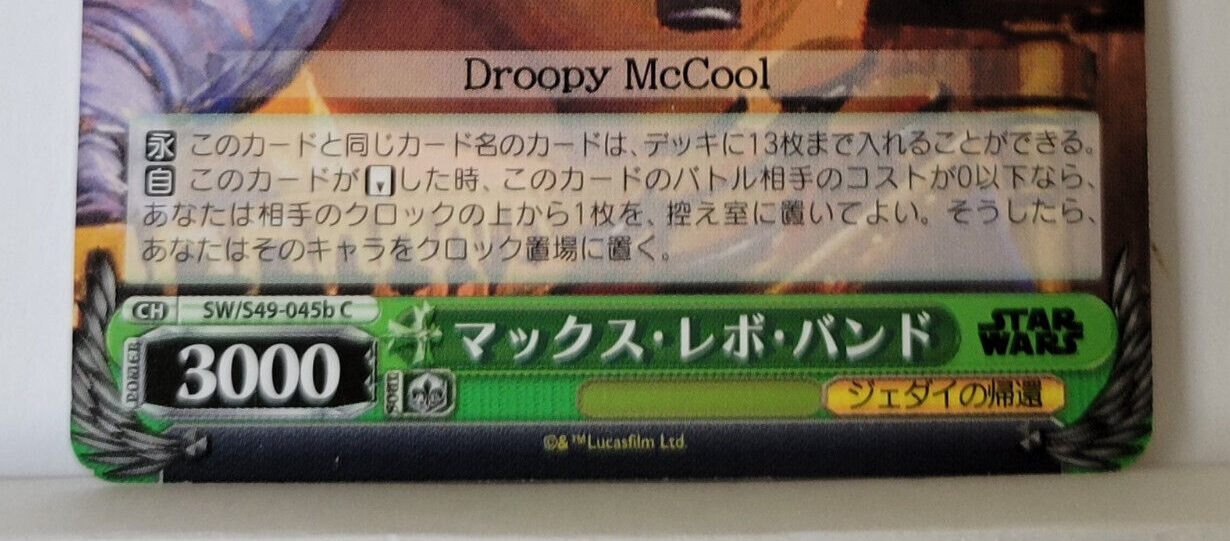 Droopy McCool
永 このカードと同じカード名のカードは、デッキに13枚まで入れることができる。
自 このカードが した時、このカードのバトル相手のコストが0以下なら、
あなたは相手のクロックの上から1枚を、控え室に置いてよい。そうしたら、
あなたはそのキャラをクロック置場に置く。
CH SW/S49-045b C
マックス・レボ・バンド
STAR
WARS
POWER
3000
SOUL
ジェダイの帰還
©&™Lucasfilm Ltd.